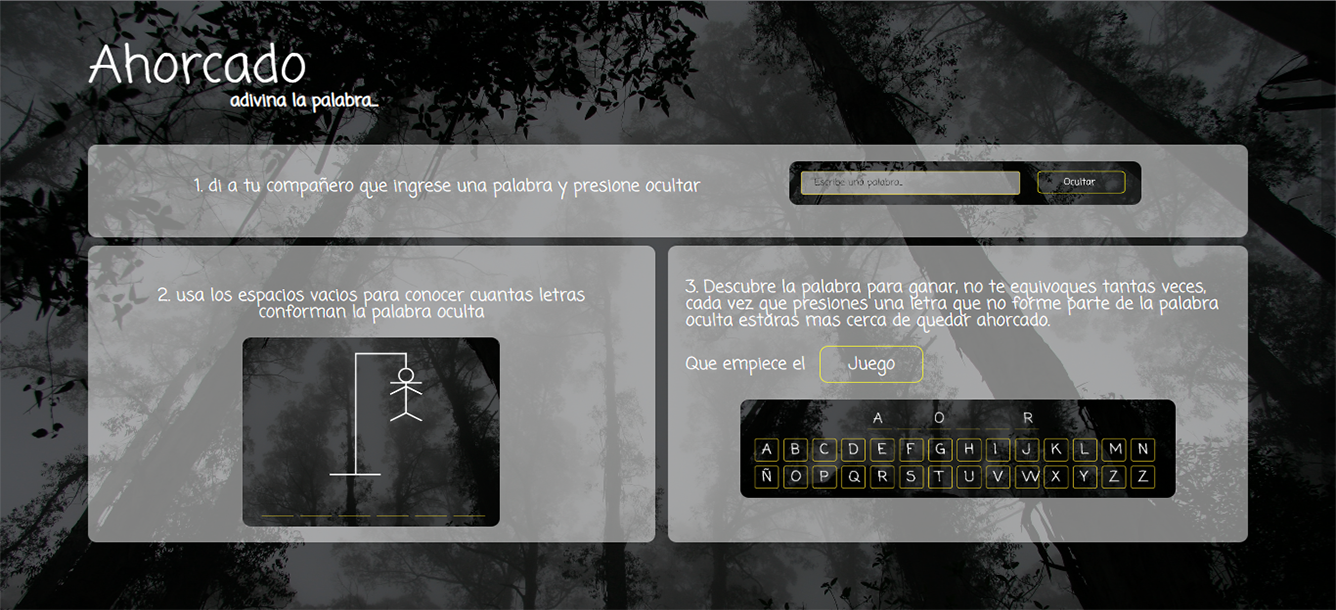 Ahorcado
adivina la palabra...
1. di a tu compañero que ingrese una palabra y presione ocultar
Escribe una palabra...
Ocultar
2. usa los espacios vacios para conocer cuantas letras
conforman la palabra oculta
3. Descubre la palabra para ganar, no te equivoques tantas veces,
cada vez que presiones una letra que no forme parte de la palabra
oculta estaras mas cerca de quedar ahorcado.
Que empiece el Juego
A O R
A B C D E F G H I J K L M N
Ñ O P Q R S T U V W X Y Z Z